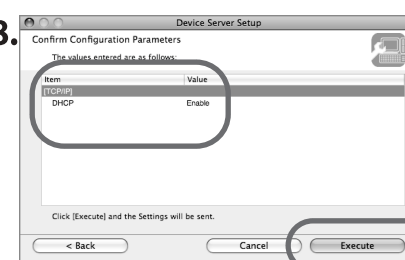 3.
Device Server Setup
Confirm Configuration Parameters
The values entered are as follows:
Item Value
[TCP/IP]
DHCP Enable
Click [Execute] and the Settings will be sent.
< Back Cancel Execute